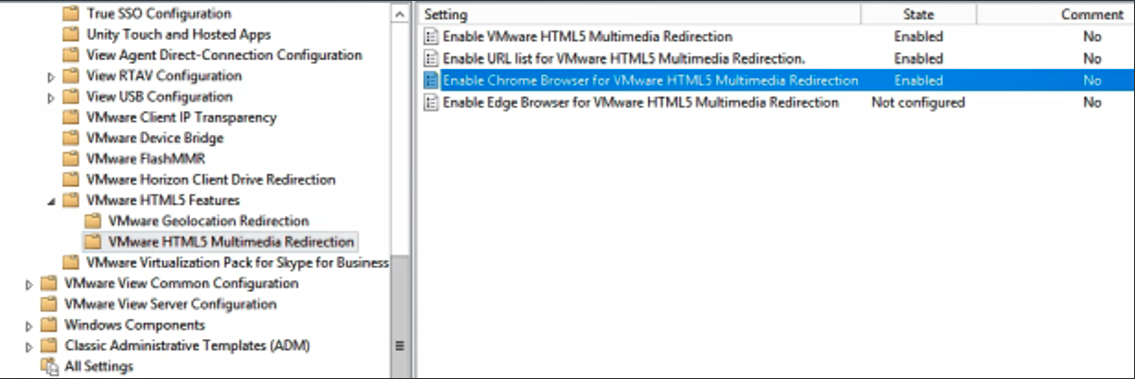 True SSO Configuration
Unity Touch and Hosted Apps
View Agent Direct-Connection Configuration
View RTAV Configuration
View USB Configuration
VMware Client IP Transparency
VMware Device Bridge
VMware FlashMMR
VMware Horizon Client Drive Redirection
VMware HTML5 Features
VMware Geolocation Redirection
VMware HTML5 Multimedia Redirection
VMware Virtualization Pack for Skype for Business
VMware View Common Configuration
VMware View Server Configuration
Windows Components
Classic Administrative Templates (ADM)
All Settings
Setting State Comment
Enable VMware HTML5 Multimedia Redirection Enabled No
Enable URL list for VMware HTML5 Multimedia Redirection. Enabled No
Enable Chrome Browser for VMware HTML5 Multimedia Redirection Enabled No
Enable Edge Browser for VMware HTML5 Multimedia Redirection Not configured No